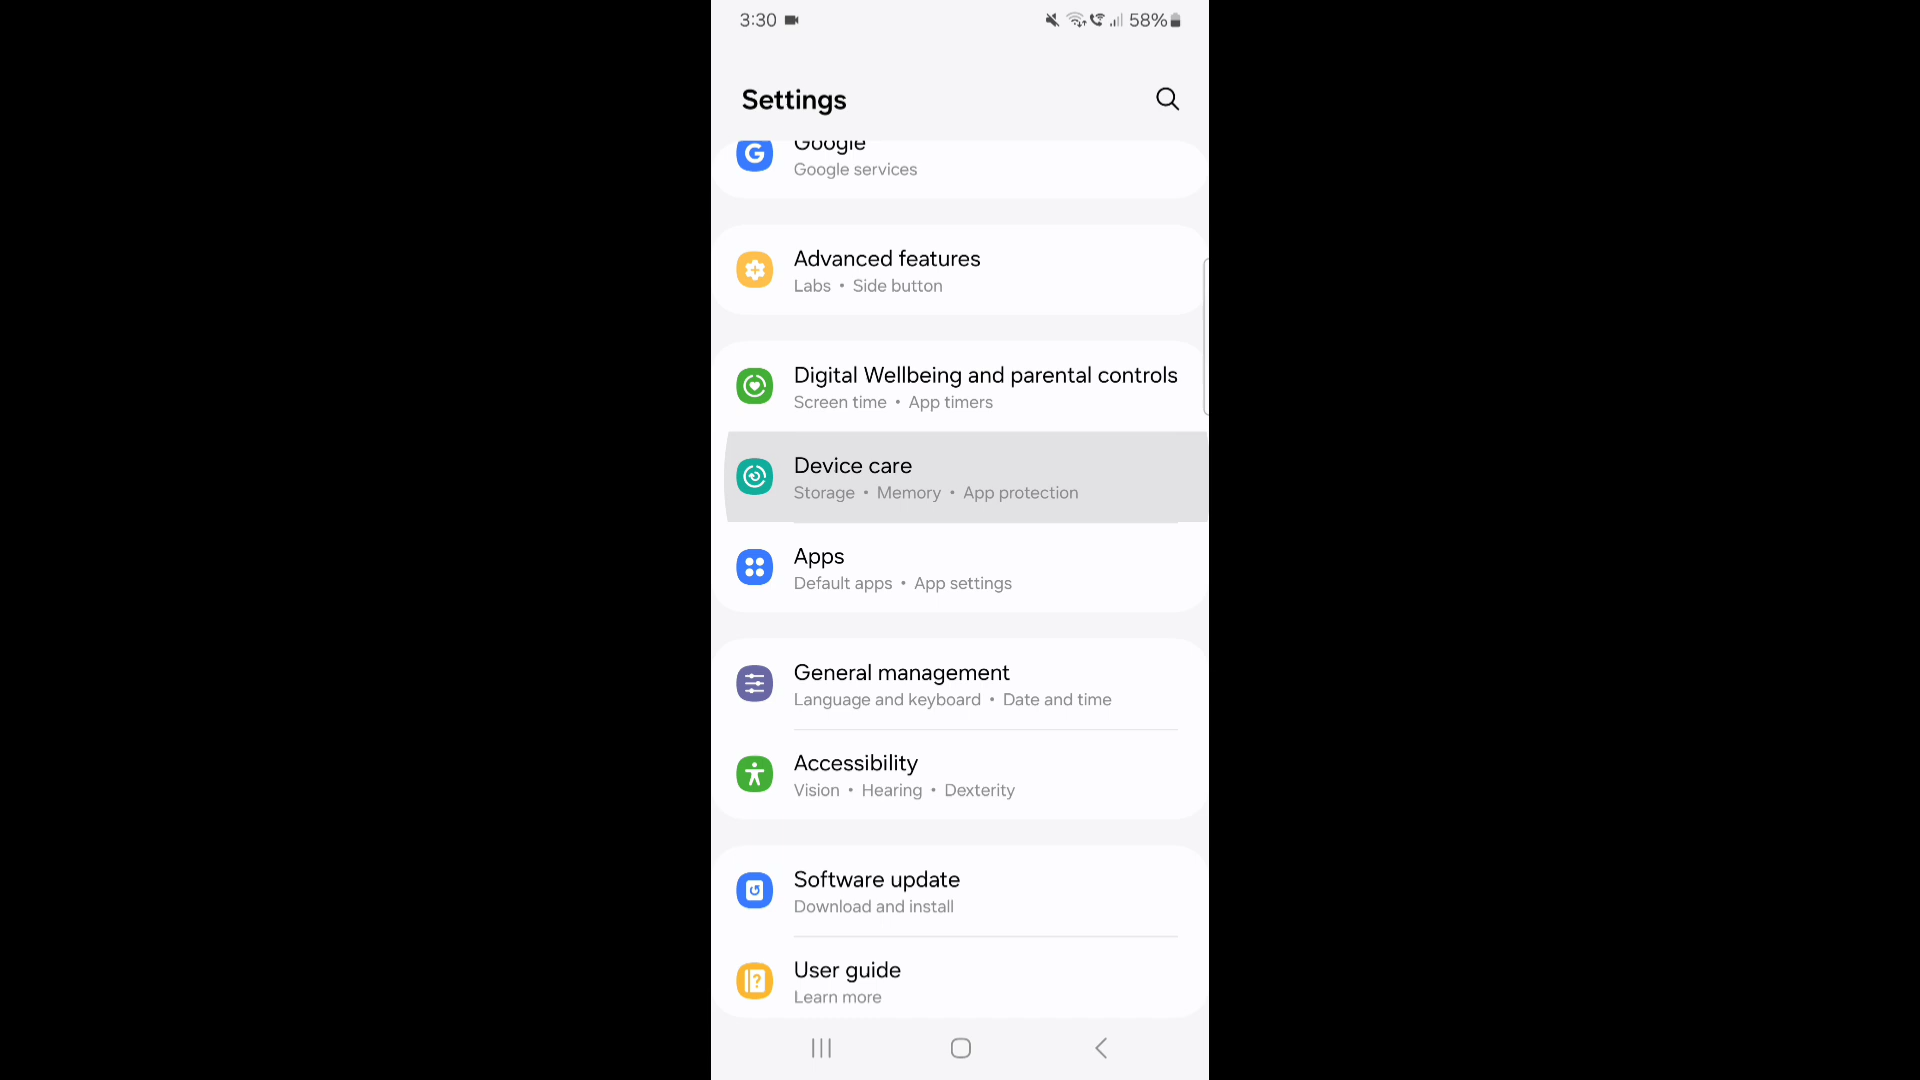 3:30 58%
Settings
Google
Google services
Advanced features
Labs • Side button
Digital Wellbeing and parental controls
Screen time • App timers
Device care
Storage • Memory • App protection
Apps
Default apps • App settings
General management
Language and keyboard • Date and time
Accessibility
Vision • Hearing • Dexterity
Software update
Download and install
User guide
Learn more